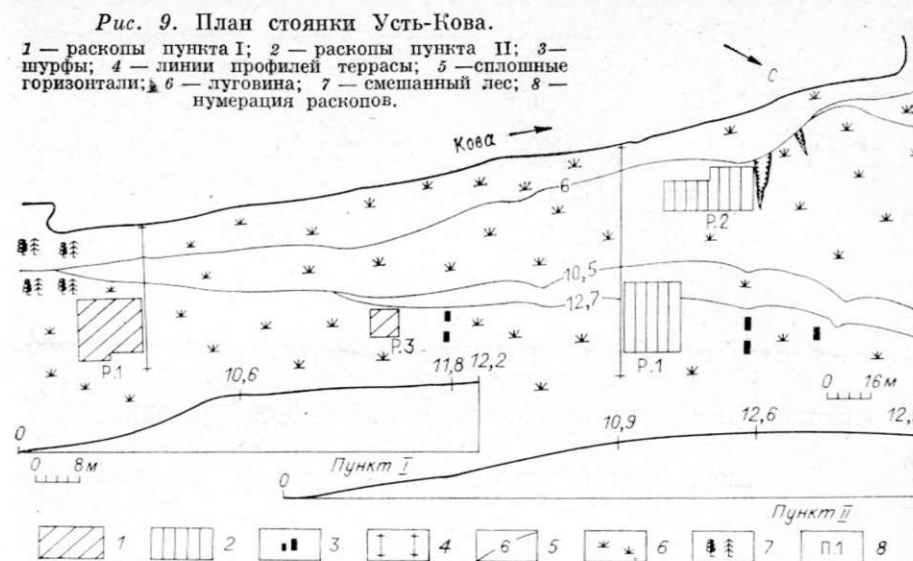 Рис. 9. План стоянки Усть-Кова.
1 — раскопы пункта I; 2 — раскопы пункта II; 3 —
шурфы; 4 — линии профилей террасы; 5 — сплошные
горизонтали; 6 — луговина; 7 — смешанный лес; 8 —
нумерация раскопов.
С
Кова
6
Р.2
10,5
12,7
Р.1
Р.3
Р.1
0 16 м
10,6
11,8
12,2
0
Пункт I
0 8 м
10,9
12,6
12,
0
Пункт II
1
2
3
4
6
5
6
7
П.1
8